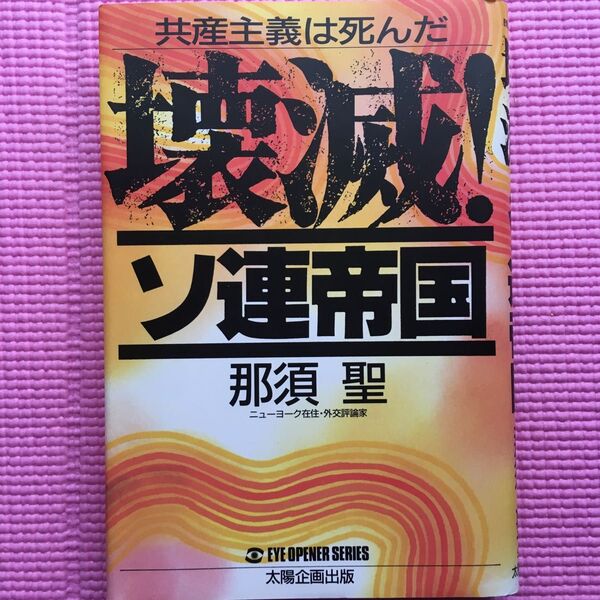 共産主義は死んだ
壊滅!
ソ連帝国
那須 聖
ニューヨーク在住・外交評論家
EYE OPENER SERIES
太陽企画出版